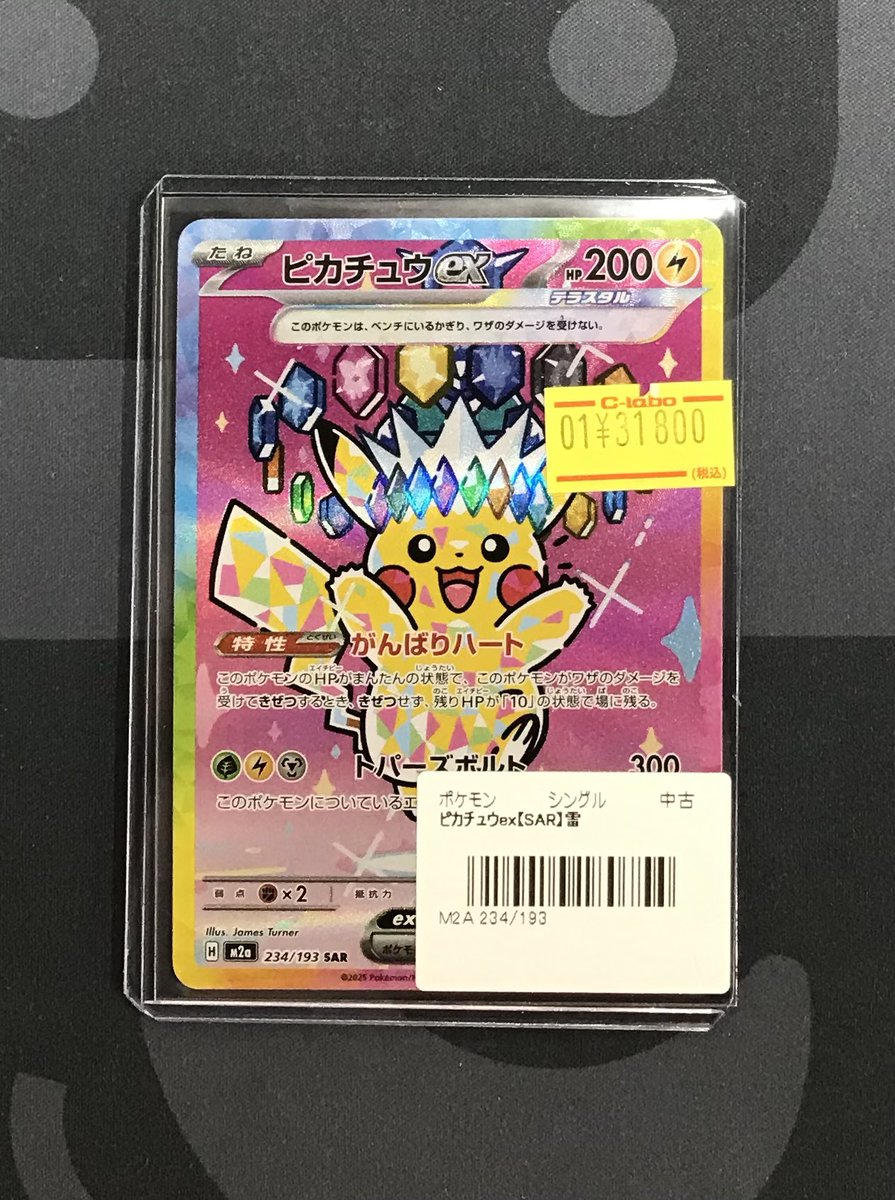 たね
ピカチュウex
HP200
テラスタル
このポケモンは、ベンチにいるかぎり、ワザのダメージを受けない。
C-labo
01¥31800
(税込)
特性 とくせい がんばりハート
このポケモンのHPがまんたんの状態で、このポケモンがワザのダメージを
受けてきぜつするとき、きぜつせず、残りHPが「10」の状態で場に残る。
トパーズボルト 300
このポケモンについている
ポケモン シングル 中古
ピカチュウex【SAR】雷
M2A 234/193
弱点 ×2 抵抗力
Illus. James Turner
ex
H M2a 234/193 SAR
ポケモ
©2025 Pokémon/